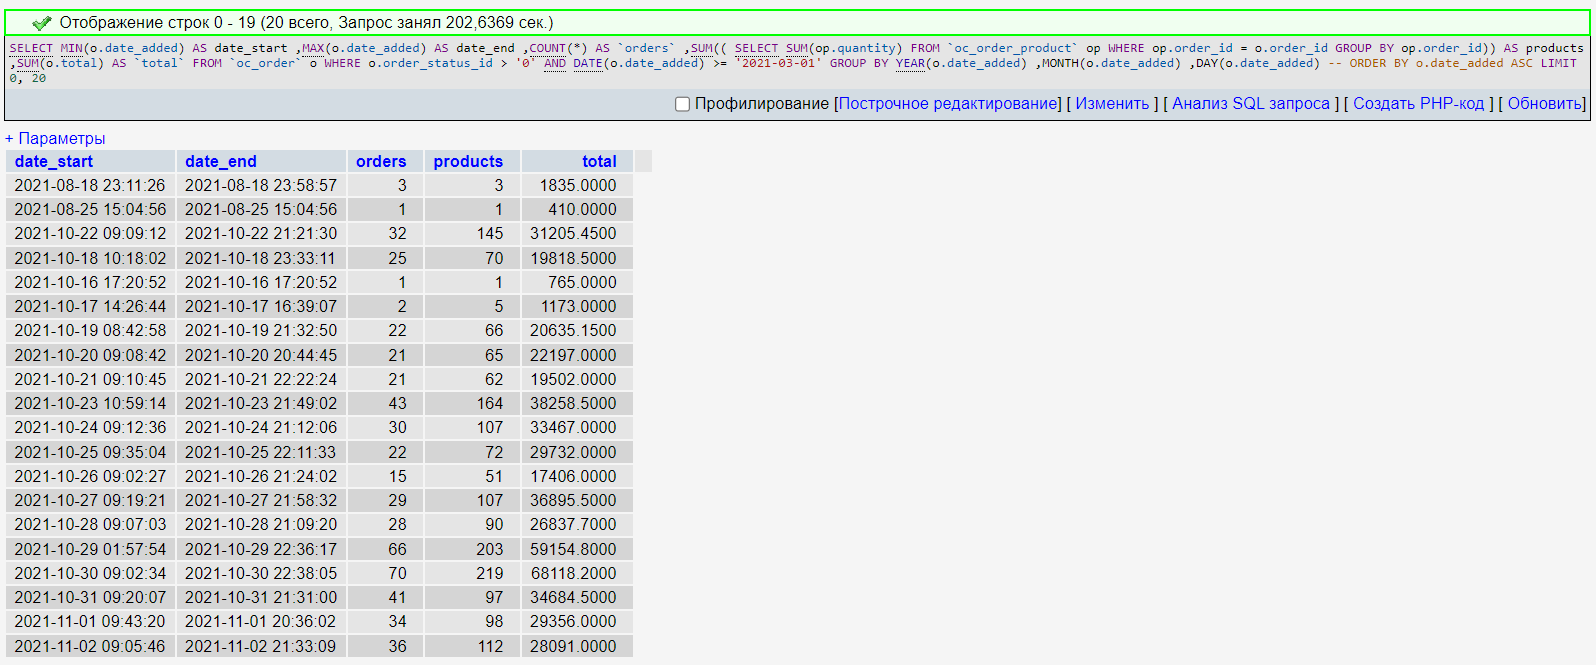 Отображение строк 0 - 19 (20 всего, Запрос занял 202,6369 сек.)
SELECT MIN(o.date_added) AS date_start ,MAX(o.date_added) AS date_end ,COUNT(*) AS `orders` ,SUM(( SELECT SUM(op.quantity) FROM `oc_order_product` op WHERE op.order_id = o.order_id GROUP BY op.order_id)) AS products
,SUM(o.total) AS `total` FROM `oc_order` o WHERE o.order_status_id > '0' AND DATE(o.date_added) >= '2021-03-01' GROUP BY YEAR(o.date_added) ,MONTH(o.date_added) ,DAY(o.date_added) -- ORDER BY o.date_added ASC LIMIT
0, 20
Профилирование [Построчное редактирование] [ Изменить ] [ Анализ SQL запроса ] [ Создать PHP-код ] [ Обновить]
+ Параметры
date_start date_end orders products total
2021-08-18 23:11:26 2021-08-18 23:58:57 3 3 1835.0000
2021-08-25 15:04:56 2021-08-25 15:04:56 1 1 410.0000
2021-10-22 09:09:12 2021-10-22 21:21:30 32 145 31205.4500
2021-10-18 10:18:02 2021-10-18 23:33:11 25 70 19818.5000
2021-10-16 17:20:52 2021-10-16 17:20:52 1 1 765.0000
2021-10-17 14:26:44 2021-10-17 16:39:07 2 5 1173.0000
2021-10-19 08:42:58 2021-10-19 21:32:50 22 66 20635.1500
2021-10-20 09:08:42 2021-10-20 20:44:45 21 65 22197.0000
2021-10-21 09:10:45 2021-10-21 22:22:24 21 62 19502.0000
2021-10-23 10:59:14 2021-10-23 21:49:02 43 164 38258.5000
2021-10-24 09:12:36 2021-10-24 21:12:06 30 107 33467.0000
2021-10-25 09:35:04 2021-10-25 22:11:33 22 72 29732.0000
2021-10-26 09:02:27 2021-10-26 21:24:02 15 51 17406.0000
2021-10-27 09:19:21 2021-10-27 21:58:32 29 107 36895.5000
2021-10-28 09:07:03 2021-10-28 21:09:20 28 90 26837.7000
2021-10-29 01:57:54 2021-10-29 22:36:17 66 203 59154.8000
2021-10-30 09:02:34 2021-10-30 22:38:05 70 219 68118.2000
2021-10-31 09:20:07 2021-10-31 21:31:00 41 97 34684.5000
2021-11-01 09:43:20 2021-11-01 20:36:02 34 98 29356.0000
2021-11-02 09:05:46 2021-11-02 21:33:09 36 112 28091.0000